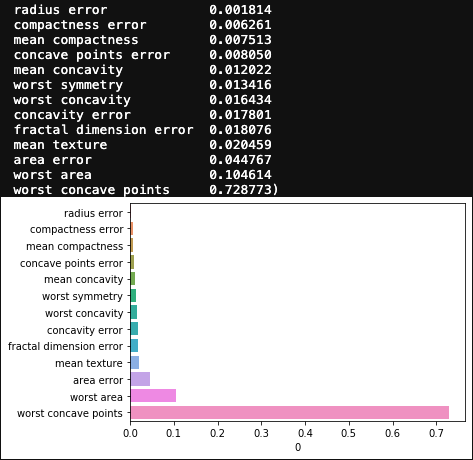 radius error 0.001814
compactness error 0.006261
mean compactness 0.007513
concave points error 0.008050
mean concavity 0.012022
worst symmetry 0.013416
worst concavity 0.016434
concavity error 0.017801
fractal dimension error 0.018076
mean texture 0.020459
area error 0.044767
worst area 0.104614
worst concave points 0.728773)
radius error
compactness error
mean compactness
concave points error
mean concavity
worst symmetry
worst concavity
concavity error
fractal dimension error
mean texture
area error
worst area
worst concave points
0.0 0.1 0.2 0.3 0.4 0.5 0.6 0.7
0